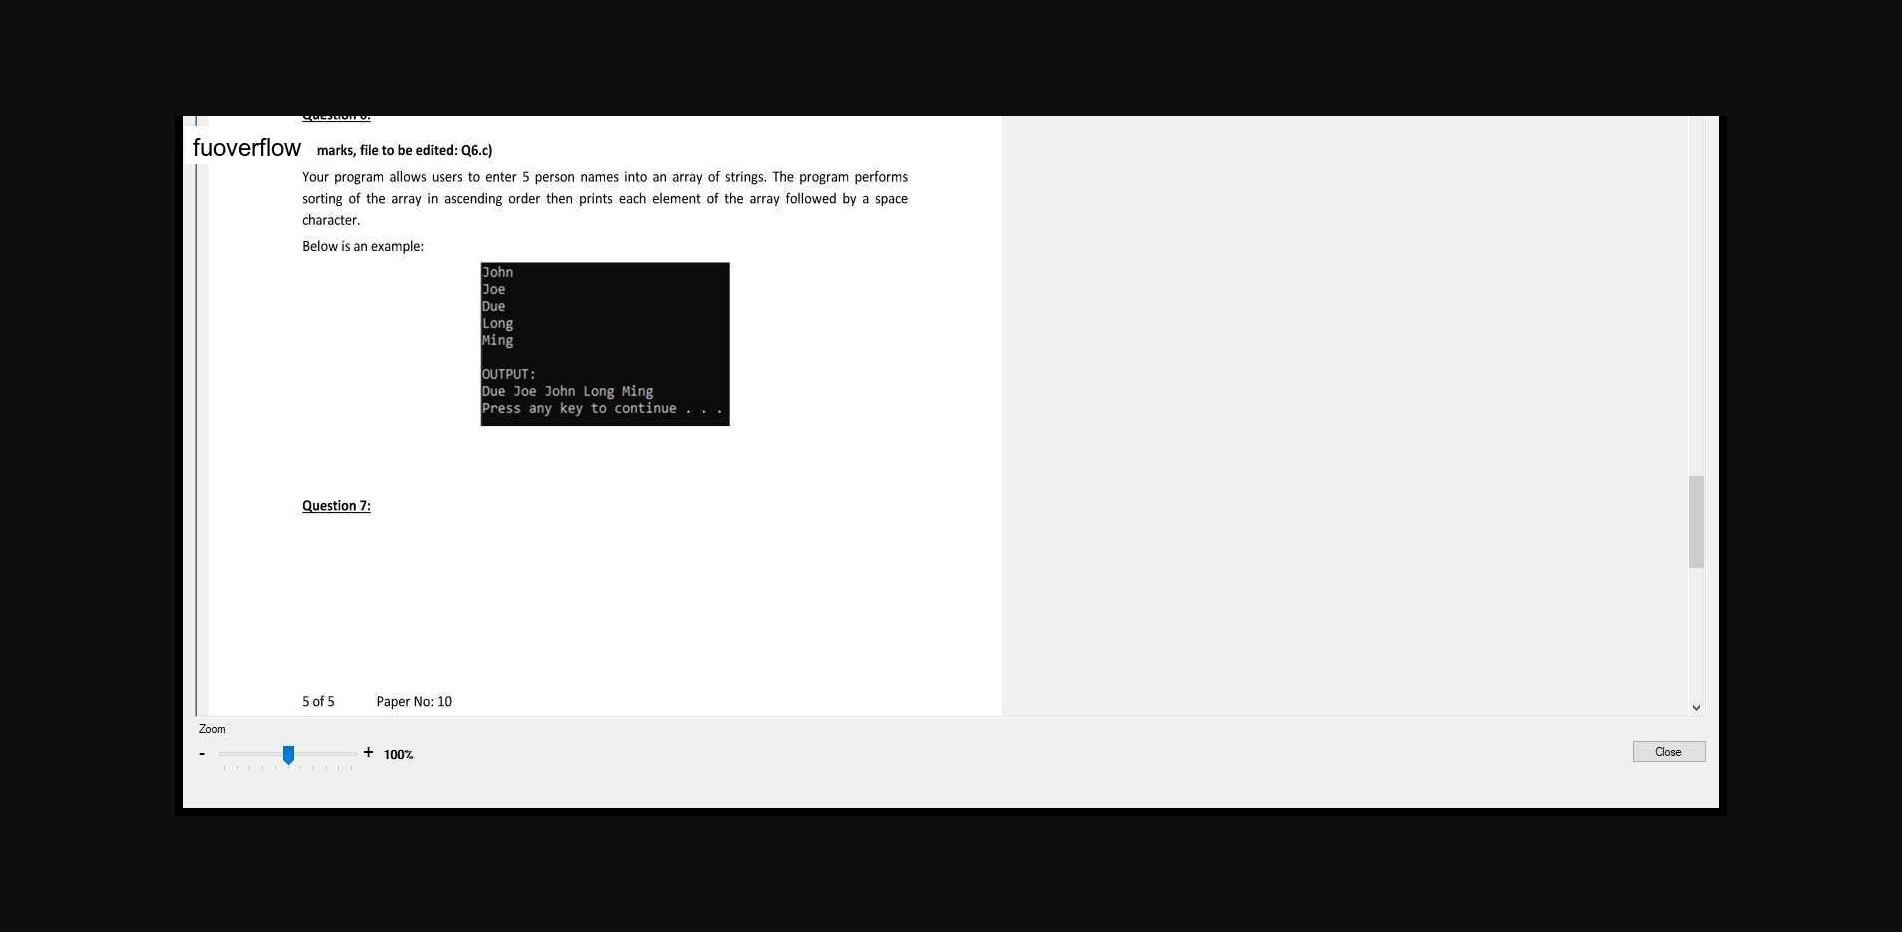 Question 6:
fuoverflow marks, file to be edited: Q6.c)
Your program allows users to enter 5 person names into an array of strings. The program performs
sorting of the array in ascending order then prints each element of the array followed by a space
character.
Below is an example:
John
Joe
Due
Long
Ming
OUTPUT:
Due Joe John Long Ming
Press any key to continue . . .
Question 7:
5 of 5 Paper No: 10
Zoom
- + 100%
Close